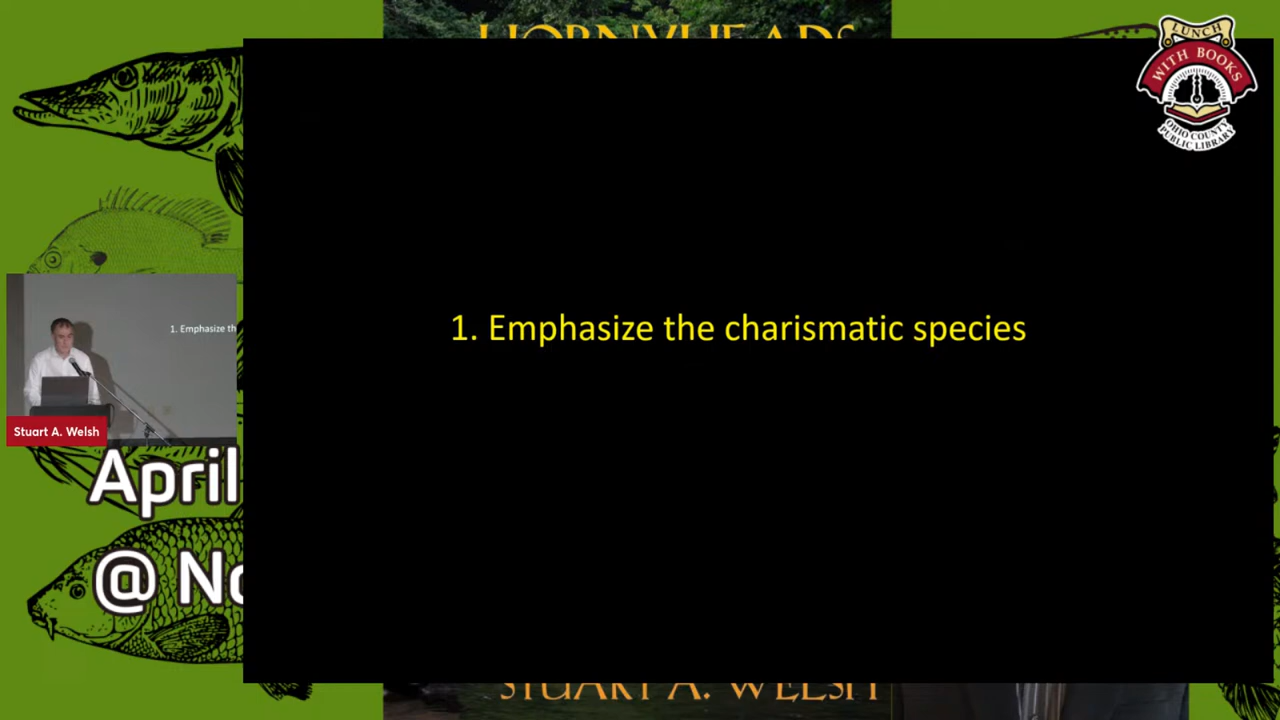 HORNYHEADS
LUNCH
WITH BOOKS
OHIO COUNTY
PUBLIC LIBRARY
1. Emphasize the charismatic species
1. Emphasize th
Stuart A. Welsh
April
@ No
STUART A. WELSH